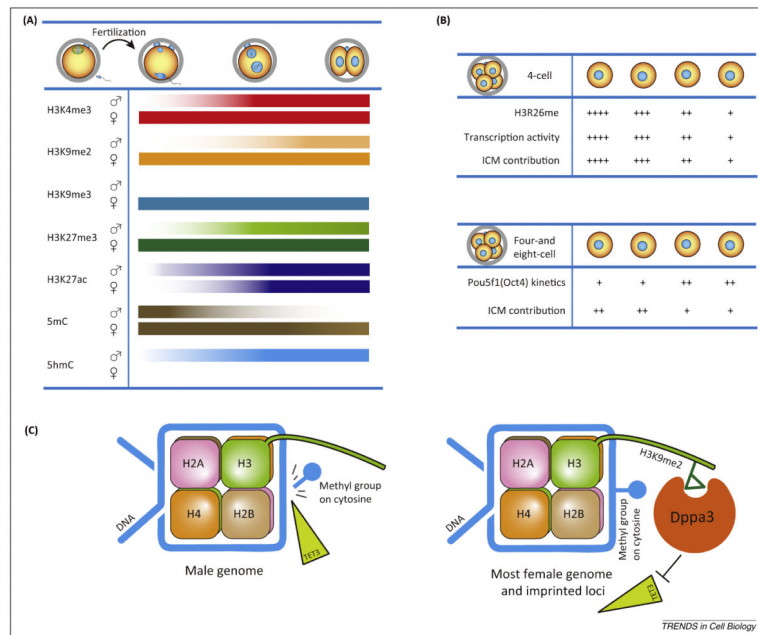 (A)
Fertilization
H3K4me3 ♂
♀
H3K9me2 ♂
♀
H3K9me3 ♂
♀
H3K27me3 ♂
♀
H3K27ac ♂
♀
5mC ♂
♀
5hmC ♂
♀
(B)
4-cell
H3R26me ++++ +++ ++ +
Transcription activity ++++ +++ ++ +
ICM contribution ++++ +++ ++ +
Four-and
eight-cell
Pou5f1(Oct4) kinetics + + ++ ++
ICM contribution ++ ++ + +
(C)
H2A
H3
H4
H2B
DNA
Methyl group
on cytosine
TET3
Male genome
H2A
H3
H4
H2B
DNA
H3K9me2
Methyl group
on cytosine
Dppa3
TET3
Most female genome
and imprinted loci
TRENDS in Cell Biology